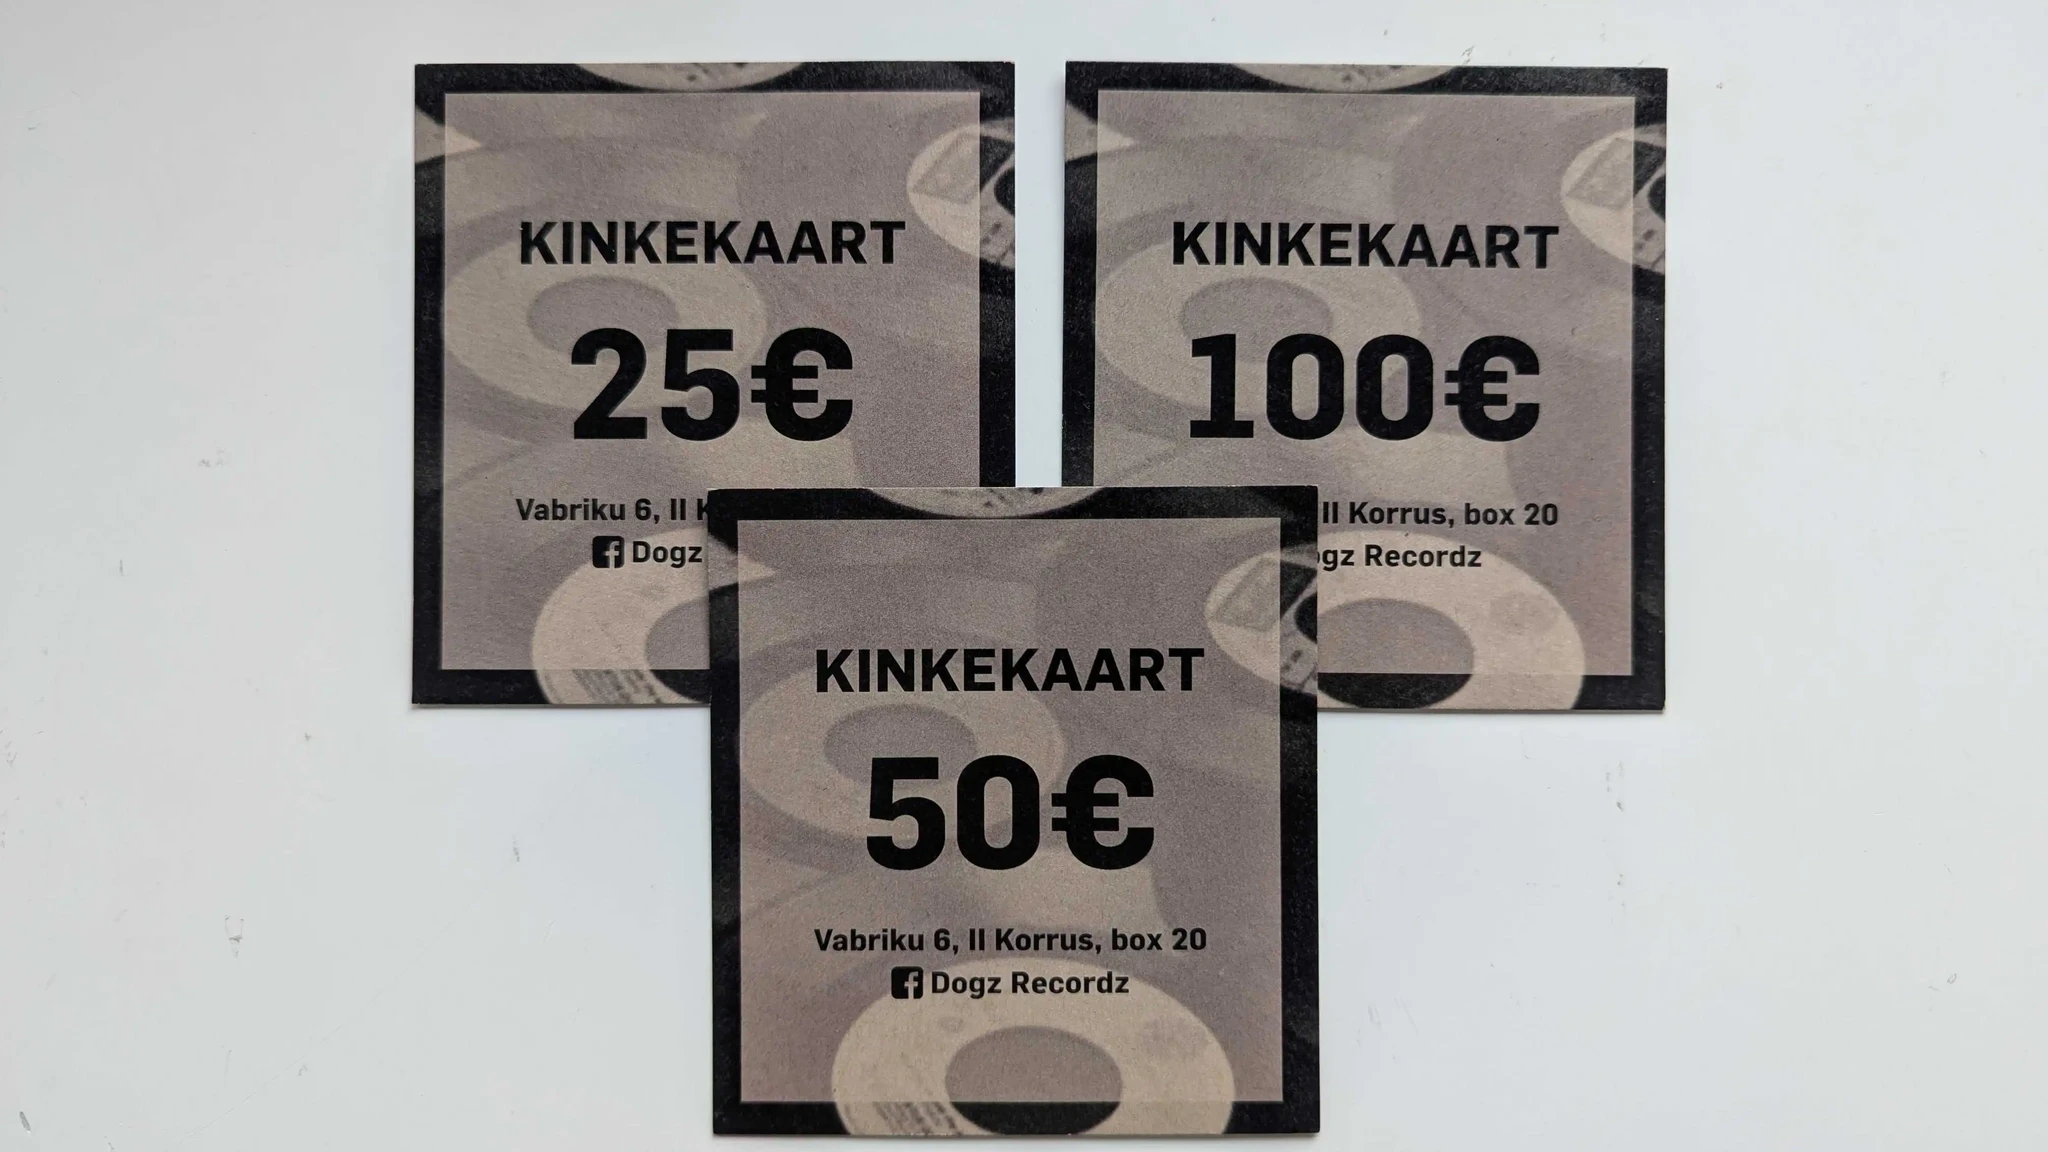 KINKEKAART
25€
Vabriku 6, II K
Dogz
KINKEKAART
100€
II Korrus, box 20
ogz Recordz
KINKEKAART
50€
Vabriku 6, II Korrus, box 20
Dogz Recordz